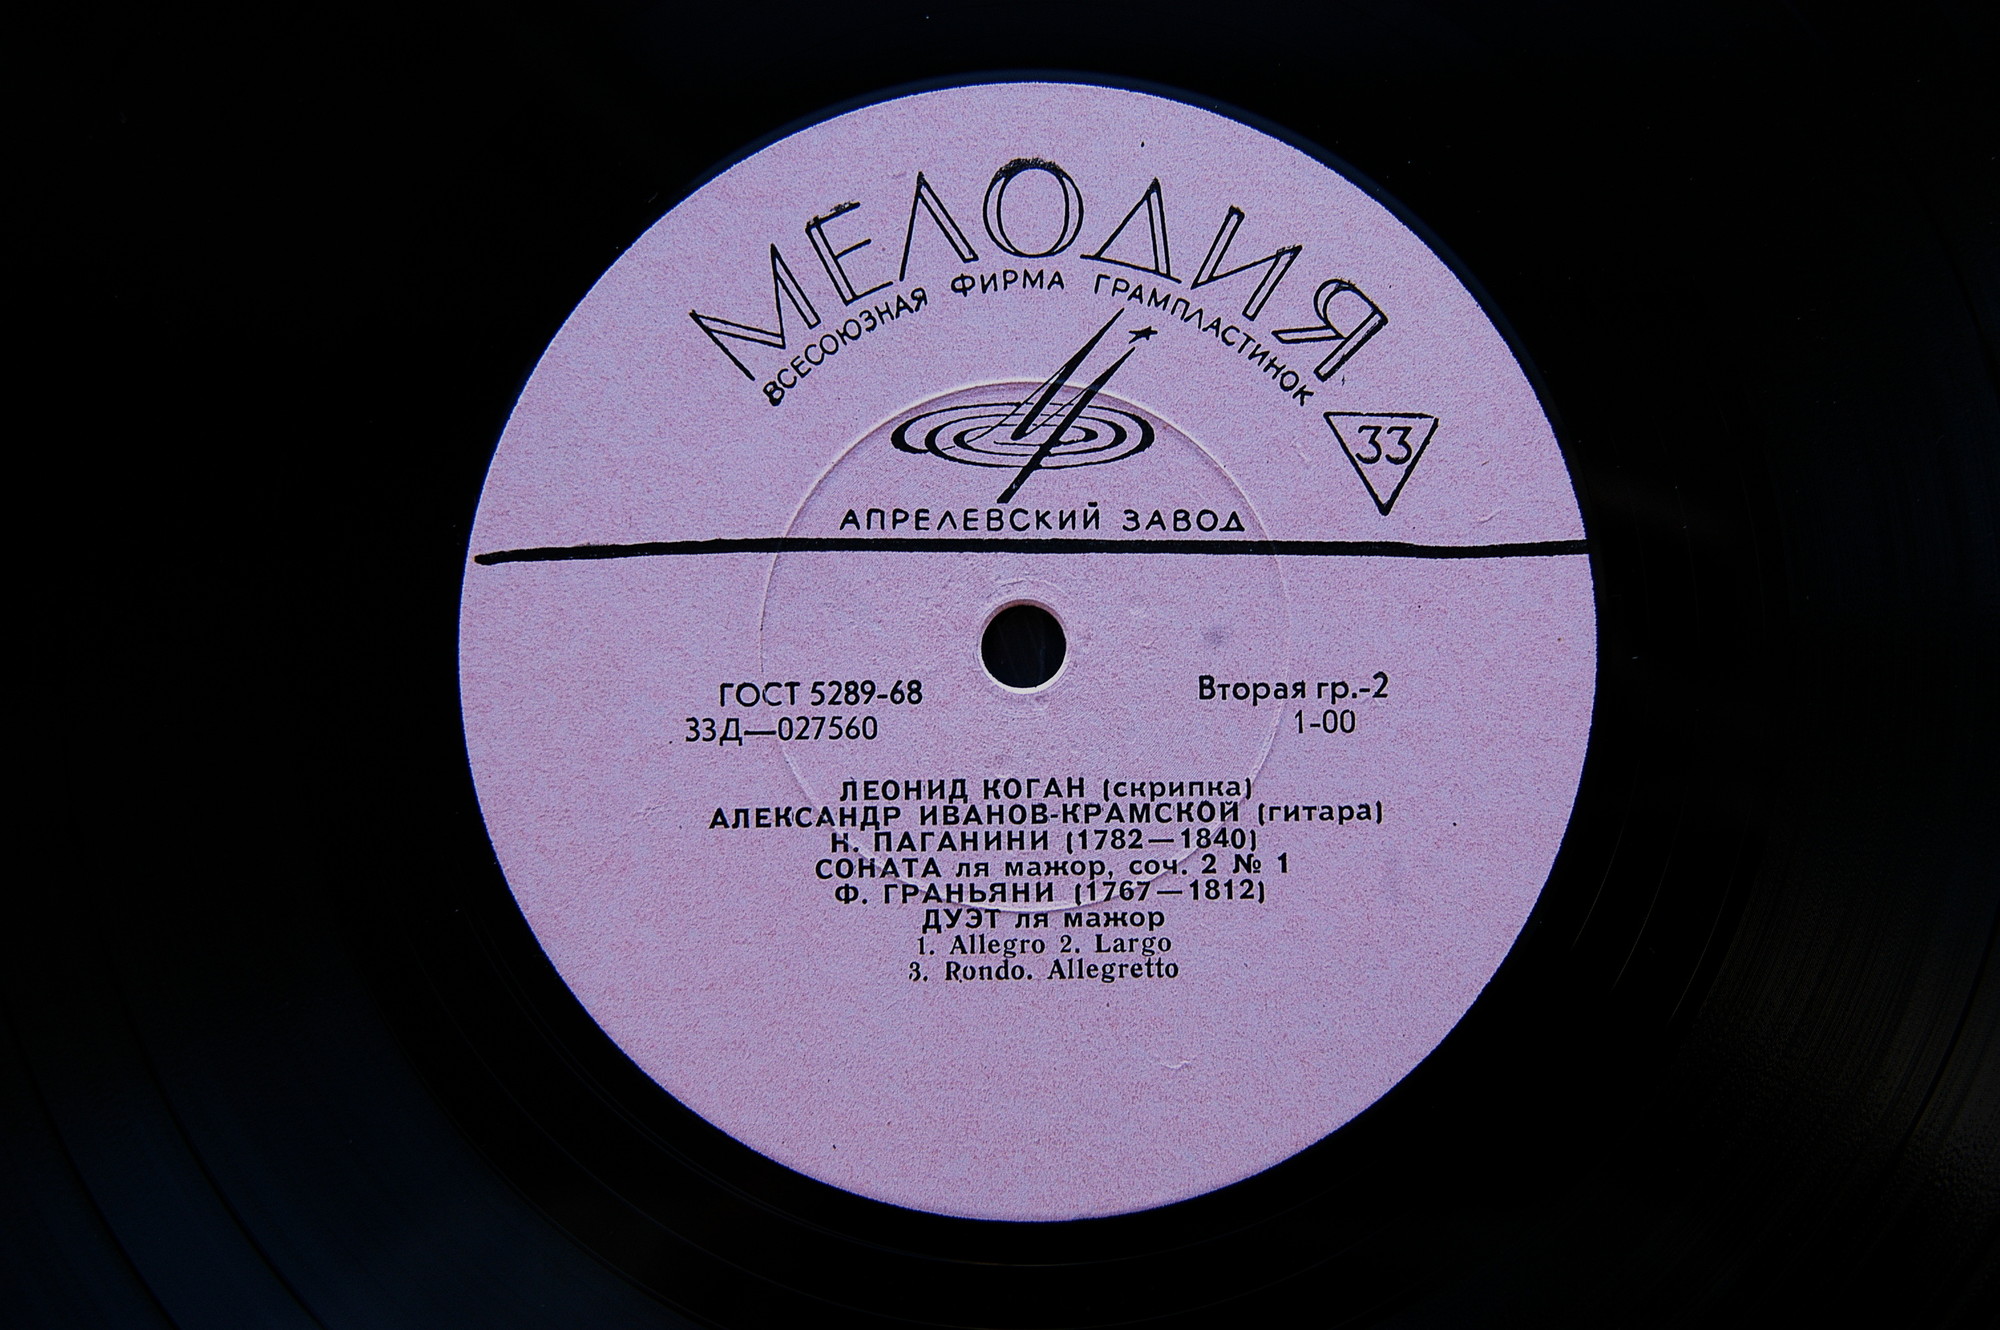 МЕЛОДИЯ
ВСЕСОЮЗНАЯ ФИРМА ГРАМПЛАСТИНОК
33
АПРЕЛЕВСКИЙ ЗАВОД
ГОСТ 5289-68
33Д—027560
Вторая гр.-2
1-00
ЛЕОНИД КОГАН (скрипка)
АЛЕКСАНДР ИВАНОВ-КРАМСКОЙ (гитара)
Н. ПАГАНИНИ (1782—1840)
СОНАТА ля мажор, соч. 2 № 1
Ф. ГРАНЬЯНИ (1767—1812)
ДУЭТ ля мажор
1. Allegro 2. Largo
3. Rondo. Allegretto